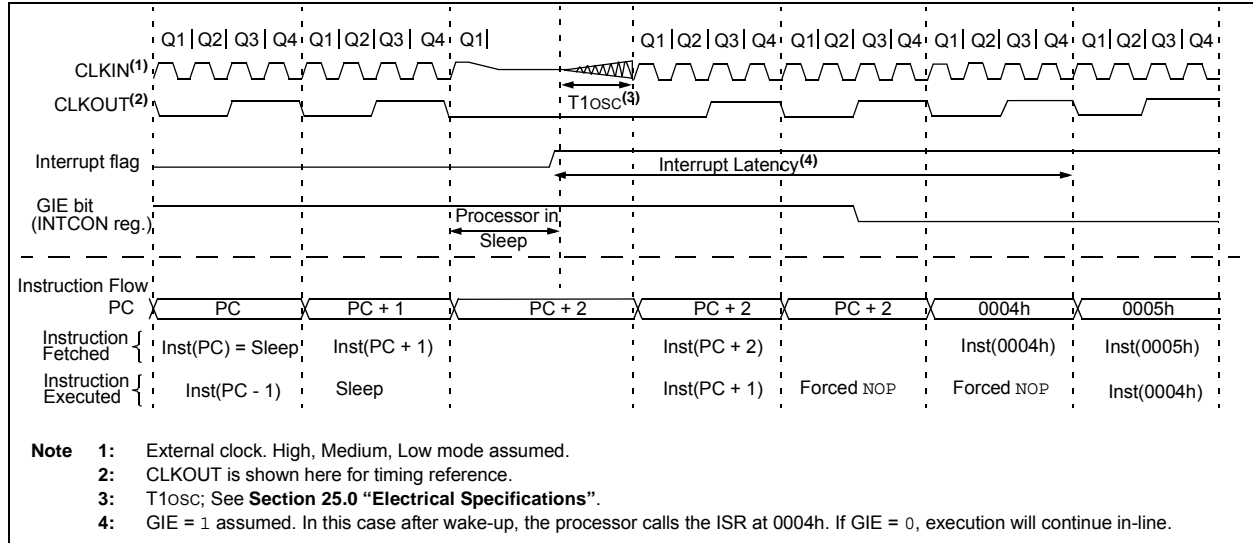 Q1| Q2| Q3| Q4 Q1| Q2| Q3| Q4 Q1| Q1| Q2| Q3| Q4 Q1| Q2| Q3| Q4 Q1| Q2| Q3| Q4 Q1| Q2| Q3| Q4
CLKIN(1)
CLKOUT(2)
T1OSC(3)
Interrupt flag
Interrupt Latency(4)
GIE bit
(INTCON reg.)
Processor in
Sleep
Instruction Flow
PC PC PC + 1 PC + 2 PC + 2 PC + 2 0004h 0005h
Instruction
Fetched { Inst(PC) = Sleep Inst(PC + 1) Inst(PC + 2) Inst(0004h) Inst(0005h)
Instruction
Executed { Inst(PC - 1) Sleep Inst(PC + 1) Forced NOP Forced NOP Inst(0004h)
Note 1: External clock. High, Medium, Low mode assumed.
2: CLKOUT is shown here for timing reference.
3: T1OSC; See Section 25.0 “Electrical Specifications”.
4: GIE = 1 assumed. In this case after wake-up, the processor calls the ISR at 0004h. If GIE = 0, execution will continue in-line.